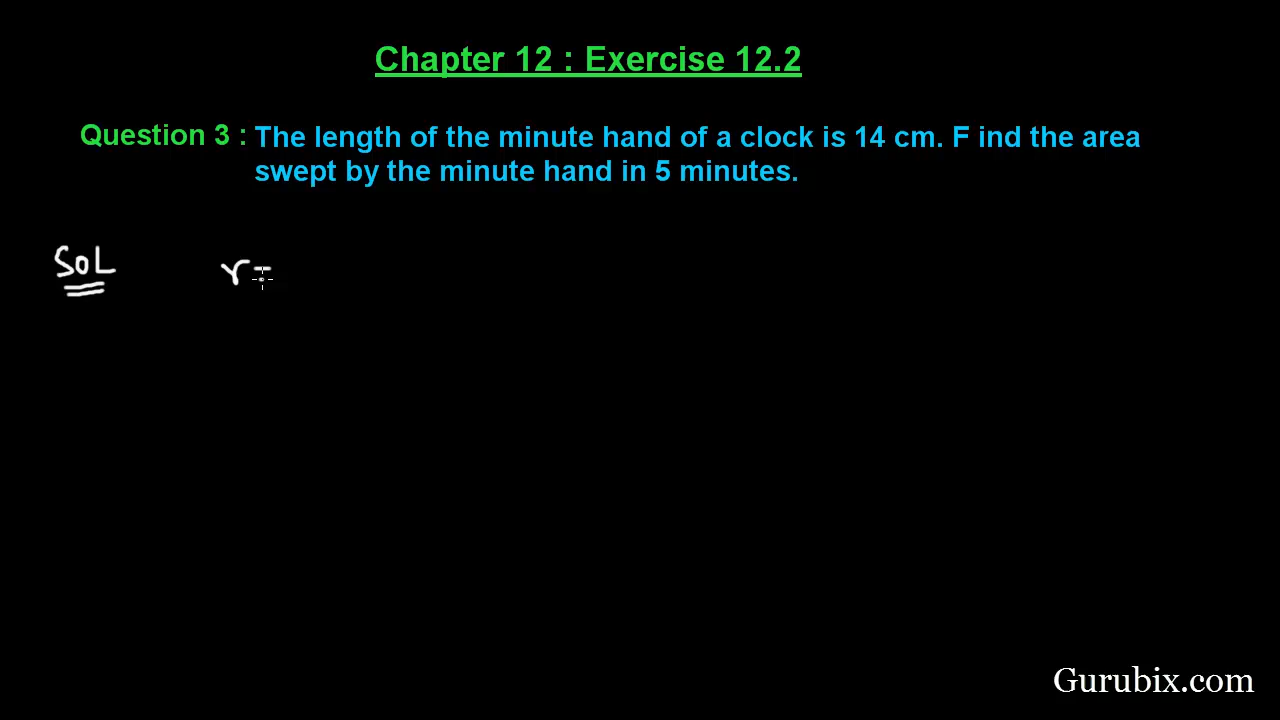 Chapter 12 : Exercise 12.2
Question 3 : The length of the minute hand of a clock is 14 cm. F ind the area
swept by the minute hand in 5 minutes.
SoL r=
Gurubix.com